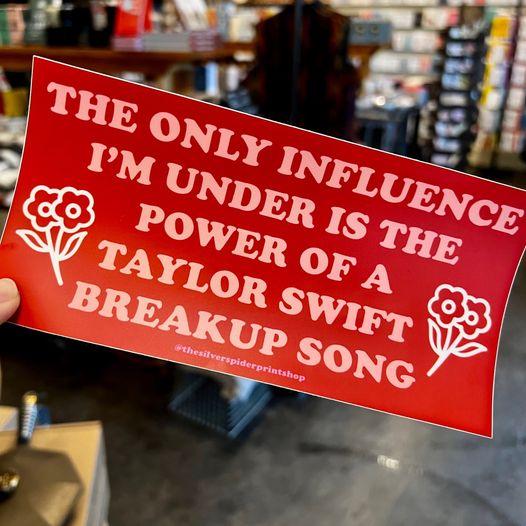 THE ONLY INFLUENCE
I'M UNDER IS THE
POWER OF A
TAYLOR SWIFT
BREAKUP SONG
@thesilverspiderprintshop